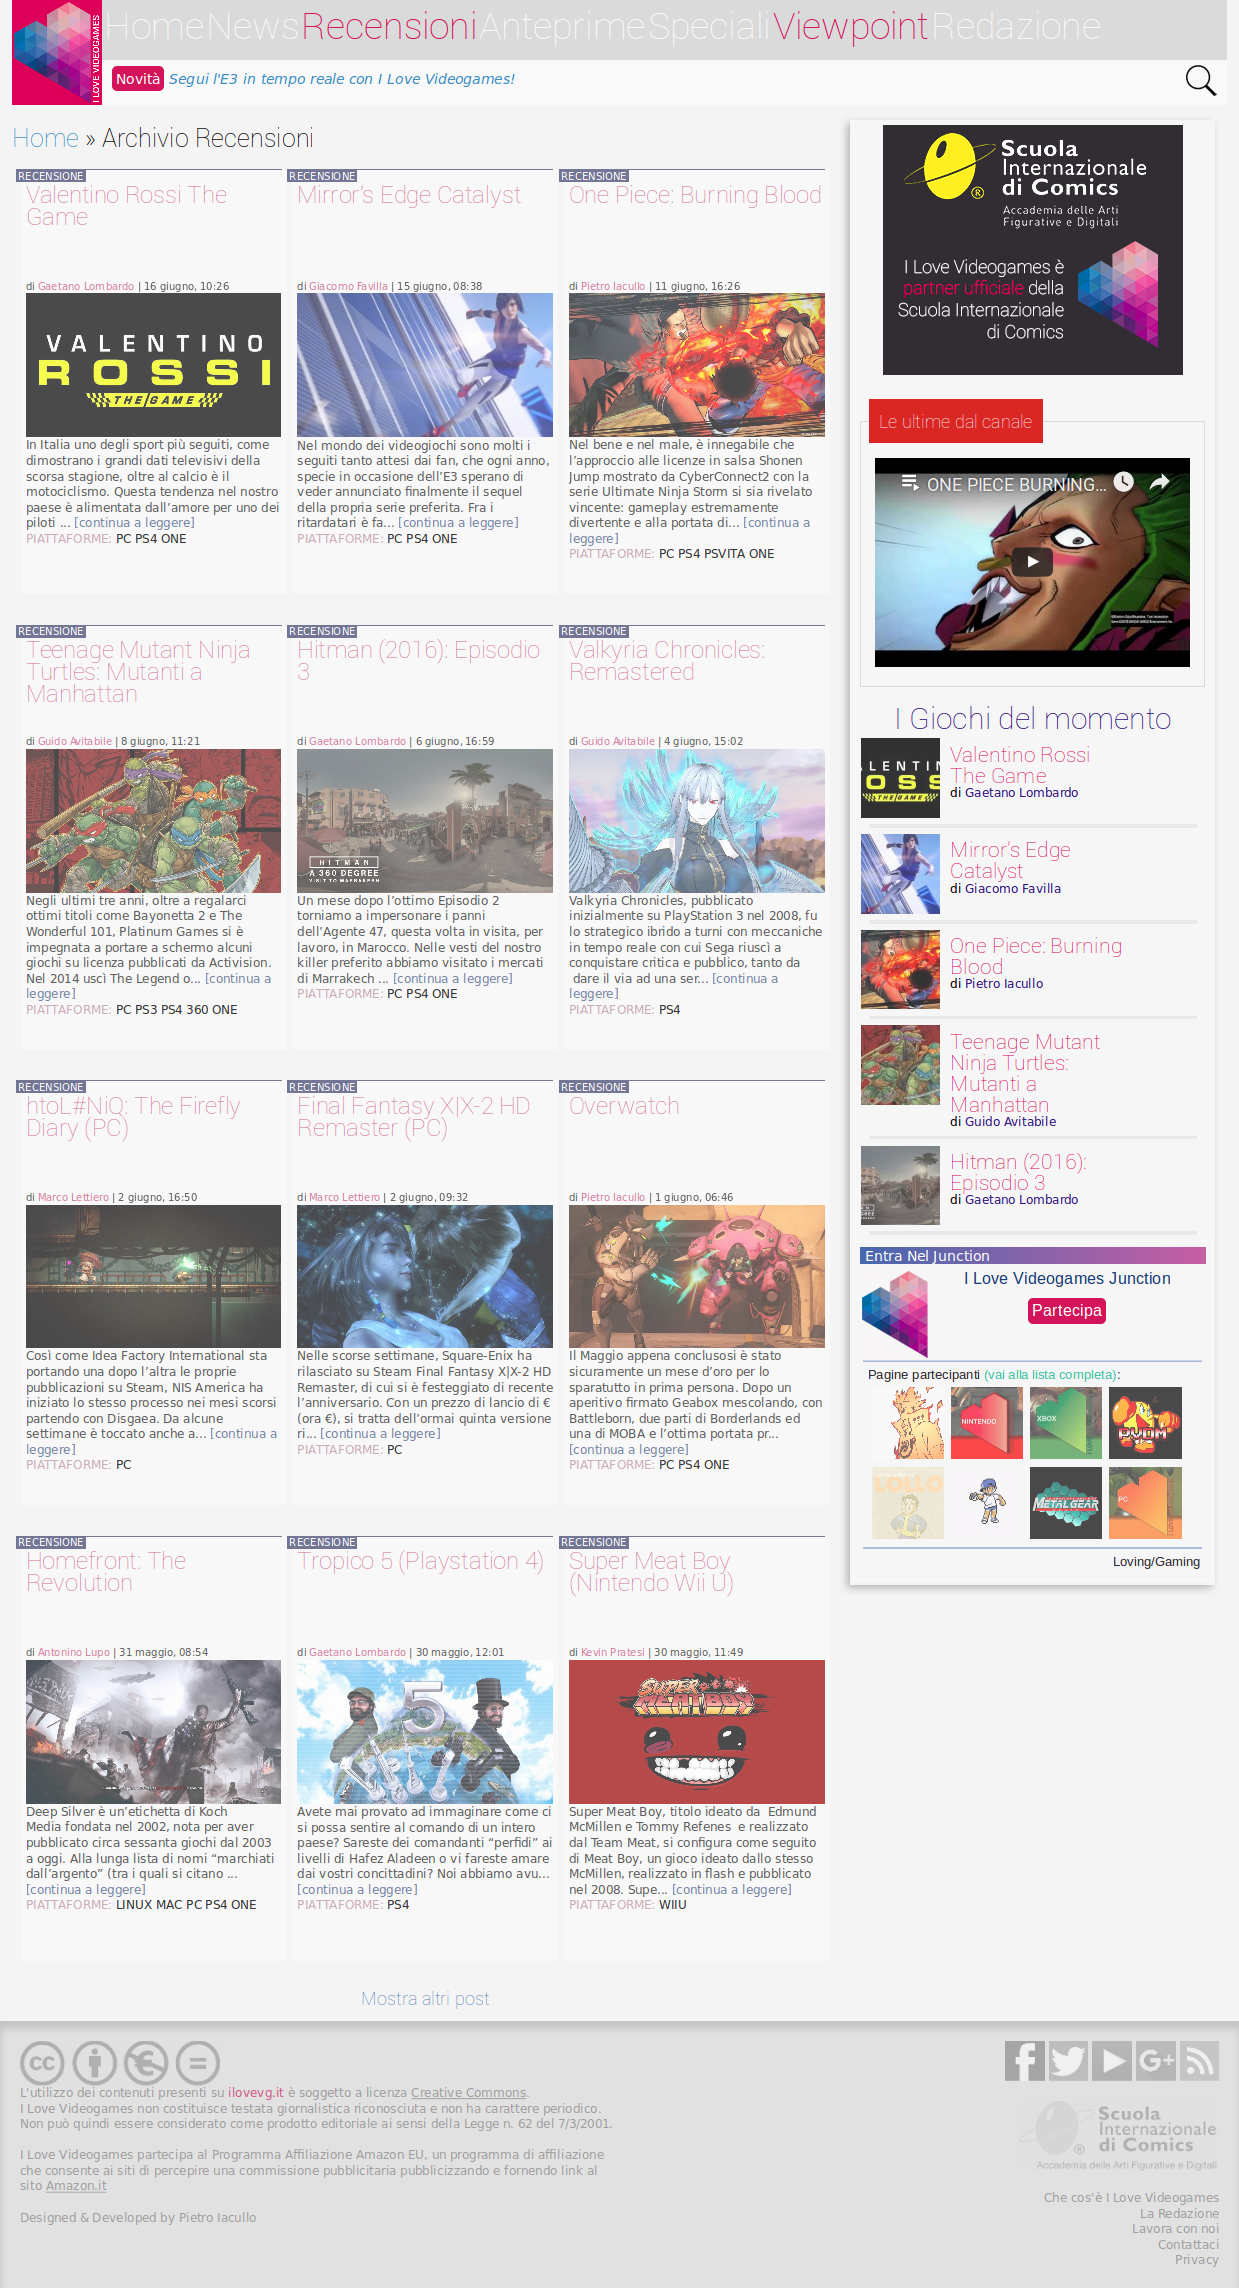 I LOVE VIDEOGAMES
Home News Recensioni Anteprime Speciali Viewpoint Redazione
Novità Segui l'E3 in tempo reale con I Love Videogames!
Home » Archivio Recensioni
RECENSIONE
Valentino Rossi The
Game
di Gaetano Lombardo | 16 giugno, 10:26
VALENTINO
ROSSI
THE GAME
In Italia uno degli sport più seguiti, come
dimostrano i grandi dati televisivi della
scorsa stagione, oltre al calcio è il
motociclismo. Questa tendenza nel nostro
paese è alimentata dall’amore per uno dei
piloti ... [continua a leggere]
PIATTAFORME: PC PS4 ONE
RECENSIONE
Mirror’s Edge Catalyst
di Giacomo Favilla | 15 giugno, 08:38
Nel mondo dei videogiochi sono molti i
seguiti tanto attesi dai fan, che ogni anno,
specie in occasione dell’E3 sperano di
veder annunciato finalmente il sequel
della propria serie preferita. Fra i
ritardatari è fa... [continua a leggere]
PIATTAFORME: PC PS4 ONE
RECENSIONE
One Piece: Burning Blood
di Pietro Iacullo | 11 giugno, 16:26
Nel bene e nel male, è innegabile che
l’approccio alle licenze in salsa Shonen
Jump mostrato da CyberConnect2 con la
serie Ultimate Ninja Storm si sia rivelato
vincente: gameplay estremamente
divertente e alla portata di... [continua a
leggere]
PIATTAFORME: PC PS4 PSVITA ONE
RECENSIONE
Teenage Mutant Ninja
Turtles: Mutanti a
Manhattan
di Guido Avitabile | 8 giugno, 11:21
Negli ultimi tre anni, oltre a regalarci
ottimi titoli come Bayonetta 2 e The
Wonderful 101, Platinum Games si è
impegnata a portare a schermo alcuni
giochi su licenza pubblicati da Activision.
Nel 2014 uscì The Legend o... [continua a
leggere]
PIATTAFORME: PC PS3 PS4 360 ONE
RECENSIONE
Hitman (2016): Episodio
3
di Gaetano Lombardo | 6 giugno, 16:59
HITMAN
A 360 DEGREE
VISIT TO MARRAKESH
Un mese dopo l’ottimo Episodio 2
torniamo a impersonare i panni
dell’Agente 47, questa volta in visita, per
lavoro, in Marocco. Nelle vesti del nostro
killer preferito abbiamo visitato i mercati
di Marrakech ... [continua a leggere]
PIATTAFORME: PC PS4 ONE
RECENSIONE
Valkyria Chronicles:
Remastered
di Guido Avitabile | 4 giugno, 15:02
Valkyria Chronicles, pubblicato
inizialmente su PlayStation 3 nel 2008, fu
lo strategico ibrido a turni con meccaniche
in tempo reale con cui Sega riuscì a
conquistare critica e pubblico, tanto da
dare il via ad una ser... [continua a
leggere]
PIATTAFORME: PS4
RECENSIONE
htoL#NiQ: The Firefly
Diary (PC)
di Marco Lettiero | 2 giugno, 16:50
Così come Idea Factory International sta
portando una dopo l’altra le proprie
pubblicazioni su Steam, NIS America ha
iniziato lo stesso processo nei mesi scorsi
partendo con Disgaea. Da alcune
settimane è toccato anche a... [continua a
leggere]
PIATTAFORME: PC
RECENSIONE
Final Fantasy X|X-2 HD
Remaster (PC)
di Marco Lettiero | 2 giugno, 09:32
Nelle scorse settimane, Square-Enix ha
rilasciato su Steam Final Fantasy X|X-2 HD
Remaster, di cui si è festeggiato di recente
l’anniversario. Con un prezzo di lancio di €
(ora €), si tratta dell’ormai quinta versione
ri... [continua a leggere]
PIATTAFORME: PC
RECENSIONE
Overwatch
di Pietro Iacullo | 1 giugno, 06:46
Il Maggio appena conclusosi è stato
sicuramente un mese d’oro per lo
sparatutto in prima persona. Dopo un
aperitivo firmato Geabox mescolando, con
Battleborn, due parti di Borderlands ed
una di MOBA e l’ottima portata pr...
[continua a leggere]
PIATTAFORME: PC PS4 ONE
RECENSIONE
Homefront: The
Revolution
di Antonino Lupo | 31 maggio, 08:54
Deep Silver è un’etichetta di Koch
Media fondata nel 2002, nota per aver
pubblicato circa sessanta giochi dal 2003
a oggi. Alla lunga lista di nomi “marchiati
dall’argento” (tra i quali si citano ...
[continua a leggere]
PIATTAFORME: LINUX MAC PC PS4 ONE
RECENSIONE
Tropico 5 (Playstation 4)
di Gaetano Lombardo | 30 maggio, 12:01
5
Avete mai provato ad immaginare come ci
si possa sentire al comando di un intero
paese? Sareste dei comandanti “perfidi” ai
livelli di Hafez Aladeen o vi fareste amare
dai vostri concittadini? Noi abbiamo avu...
[continua a leggere]
PIATTAFORME: PS4
RECENSIONE
Super Meat Boy
(Nintendo Wii U)
di Kevin Pratesi | 30 maggio, 11:49
SUPER
MEAT BOY
Super Meat Boy, titolo ideato da Edmund
McMillen e Tommy Refenes e realizzato
dal Team Meat, si configura come seguito
di Meat Boy, un gioco ideato dallo stesso
McMillen, realizzato in flash e pubblicato
nel 2008. Supe... [continua a leggere]
PIATTAFORME: WIIU
Mostra altri post
Scuola
Internazionale
di Comics
Accademia delle Arti
Figurative e Digitali
I Love Videogames è
partner ufficiale della
Scuola Internazionale
di Comics
Le ultime dal canale
ONE PIECE BURNING...
I Giochi del momento
ALENTINO
ROSS
THE GAME
Valentino Rossi
The Game
di Gaetano Lombardo
Mirror’s Edge
Catalyst
di Giacomo Favilla
One Piece: Burning
Blood
di Pietro Iacullo
Teenage Mutant
Ninja Turtles:
Mutanti a
Manhattan
di Guido Avitabile
Hitman (2016):
Episodio 3
di Gaetano Lombardo
Entra Nel Junction
I Love Videogames Junction
Partecipa
Pagine partecipanti (vai alla lista completa):
NINTENDO
XBOX
PVDM
LOLLO
METAL GEAR
PC
Loving/Gaming
cc
L'utilizzo dei contenuti presenti su ilovevg.it è soggetto a licenza Creative Commons.
I Love Videogames non costituisce testata giornalistica riconosciuta e non ha carattere periodico.
Non può quindi essere considerato come prodotto editoriale ai sensi della Legge n. 62 del 7/3/2001.
I Love Videogames partecipa al Programma Affiliazione Amazon EU, un programma di affiliazione
che consente ai siti di percepire una commissione pubblicitaria pubblicizzando e fornendo link al
sito Amazon.it
Designed & Developed by Pietro Iacullo
Scuola
Internazionale
di Comics
Accademia delle Arti Figurative e Digitali
Che cos'è I Love Videogames
La Redazione
Lavora con noi
Contattaci
Privacy